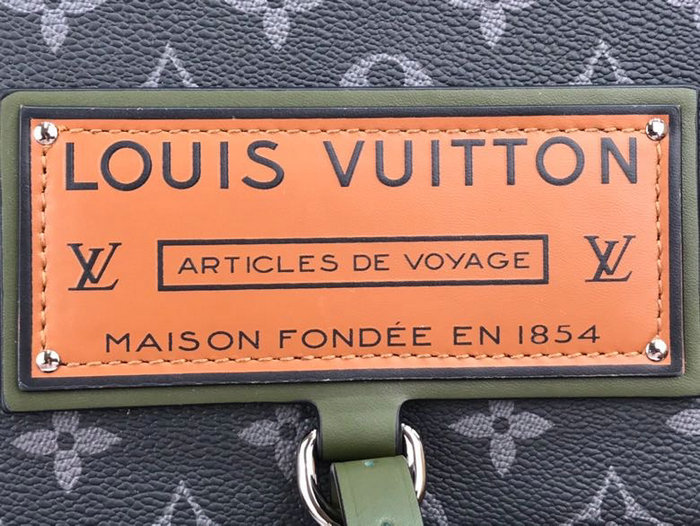 LOUIS VUITTON
LV ARTICLES DE VOYAGE LV
MAISON FONDÉE EN 1854